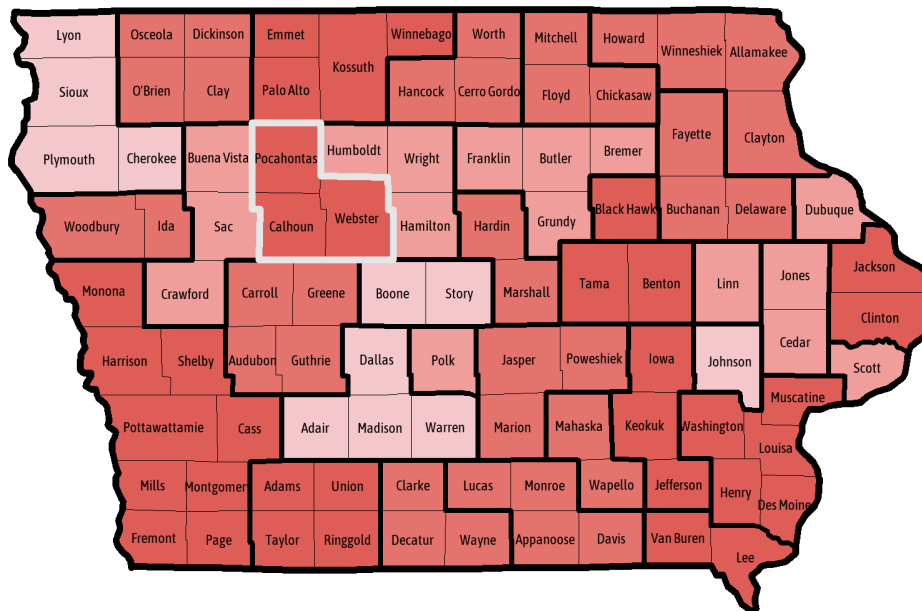 Lyon Osceola Dickinson Emmet Winnebago Worth Mitchell Howard Winneshiek Allamakee
Kossuth
Sioux O'Brien Clay Palo Alto Hancock Cerro Gordo Floyd Chickasaw
Fayette Clayton
Plymouth Cherokee Buena Vista Pocahontas Humboldt Wright Franklin Butler Bremer
Woodbury Ida Sac Calhoun Webster Hamilton Hardin Grundy Black Hawk Buchanan Delaware Dubuque
Monona Crawford Carroll Greene Boone Story Marshall Tama Benton Linn Jones Jackson
Clinton
Harrison Shelby Audubon Guthrie Dallas Polk Jasper Poweshiek Iowa Johnson Cedar Scott
Muscatine
Pottawattamie Cass Adair Madison Warren Marion Mahaska Keokuk Washington Louisa
Mills Montgomery Adams Union Clarke Lucas Monroe Wapello Jefferson Henry Des Moine
Fremont Page Taylor Ringgold Decatur Wayne Appanoose Davis Van Buren Lee